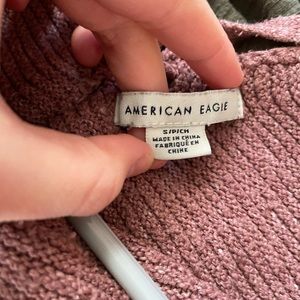 AMERICAN EAGLE
S/P/CH
MADE IN CHINA
FABRIQUÉ EN
CHINE